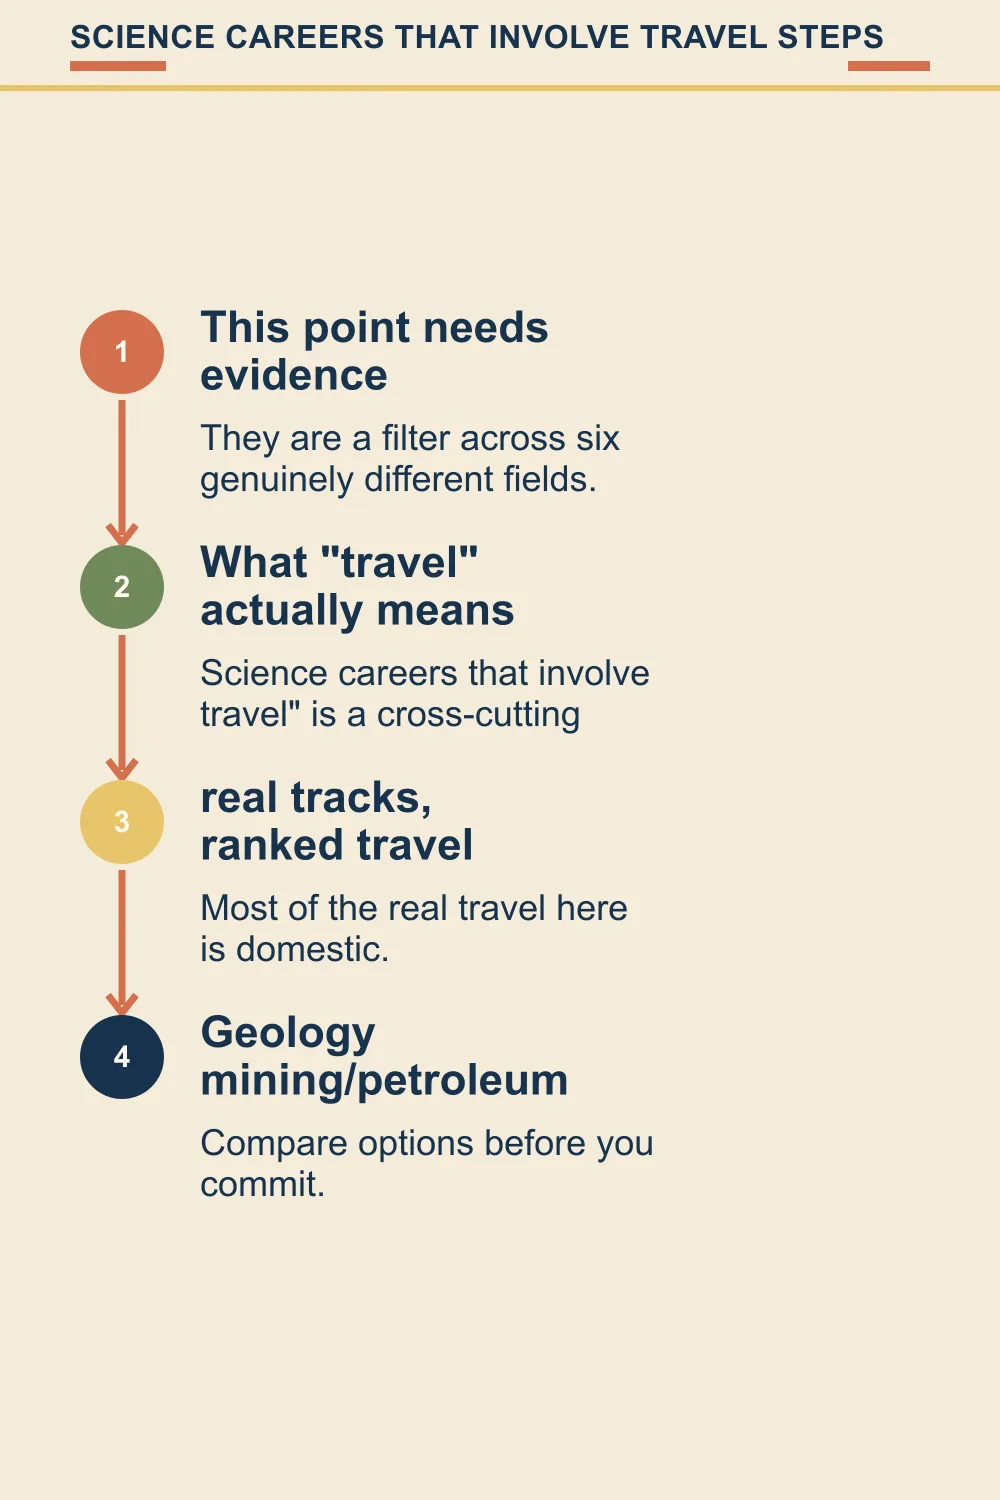 SCIENCE CAREERS THAT INVOLVE TRAVEL STEPS
1
This point needs
evidence
They are a filter across six
genuinely different fields.
2
What "travel"
actually means
Science careers that involve
travel" is a cross-cutting
3
real tracks,
ranked travel
Most of the real travel here
is domestic.
4
Geology
mining/petroleum
Compare options before you
commit.